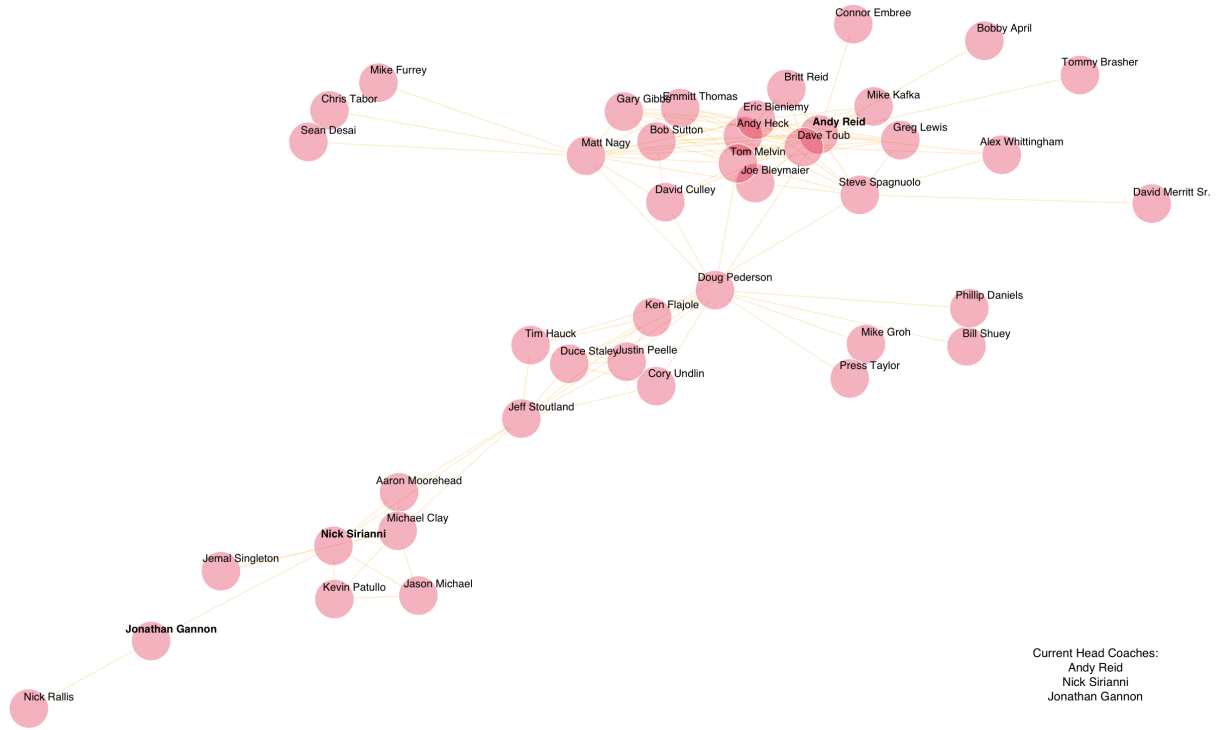 Connor Embree
Bobby April
Tommy Brasher
Mike Furrey
Britt Reid
Chris Tabor
Gary Gibbs
Emmitt Thomas
Mike Kafka
Eric Bieniemy
Sean Desai
Bob Sutton
Andy Heck
Andy Reid
Greg Lewis
Matt Nagy
Dave Toub
Alex Whittingham
Tom Melvin
Joe Bleymaier
David Culley
Steve Spagnuolo
David Merritt Sr.
Doug Pederson
Ken Flajole
Phillip Daniels
Tim Hauck
Mike Groh
Bill Shuey
Duce Staley
Justin Peelle
Cory Undlin
Press Taylor
Jeff Stoutland
Aaron Moorehead
Michael Clay
Nick Sirianni
Jemal Singleton
Kevin Patullo
Jason Michael
Jonathan Gannon
Nick Rallis
Current Head Coaches:
Andy Reid
Nick Sirianni
Jonathan Gannon